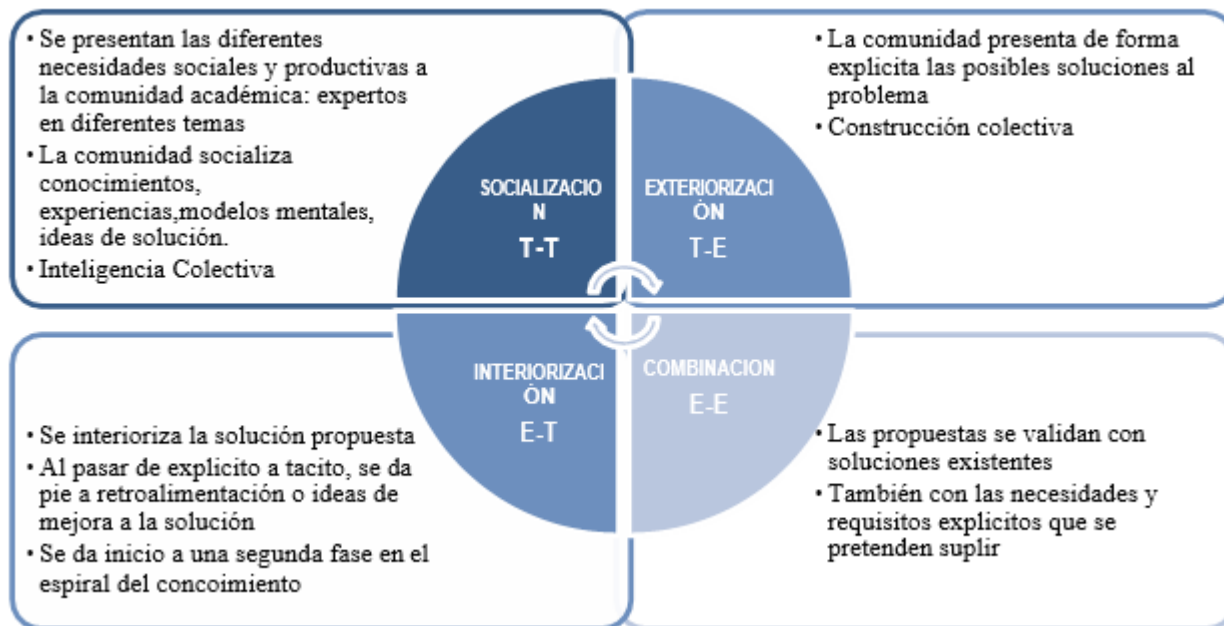 • Se presentan las diferentes
necesidades sociales y productivas a
la comunidad académica: expertos
en diferentes temas
• La comunidad socializa
conocimientos,
experiencias,modelos mentales,
ideas de solución.
• Inteligencia Colectiva
• La comunidad presenta de forma
explicita las posibles soluciones al
problema
• Construcción colectiva
SOCIALIZACIO
N
T-T
EXTERIORIZACI
ÒN
T-E
INTERIORIZACI
ÒN
E-T
COMBINACION
E-E
• Se interioriza la solución propuesta
• Al pasar de explicito a tacito, se da
pie a retroalimentación o ideas de
mejora a la solución
• Se da inicio a una segunda fase en el
espiral del concoimiento
• Las propuestas se validan con
soluciones existentes
• También con las necesidades y
requisitos explicitos que se
pretenden suplir